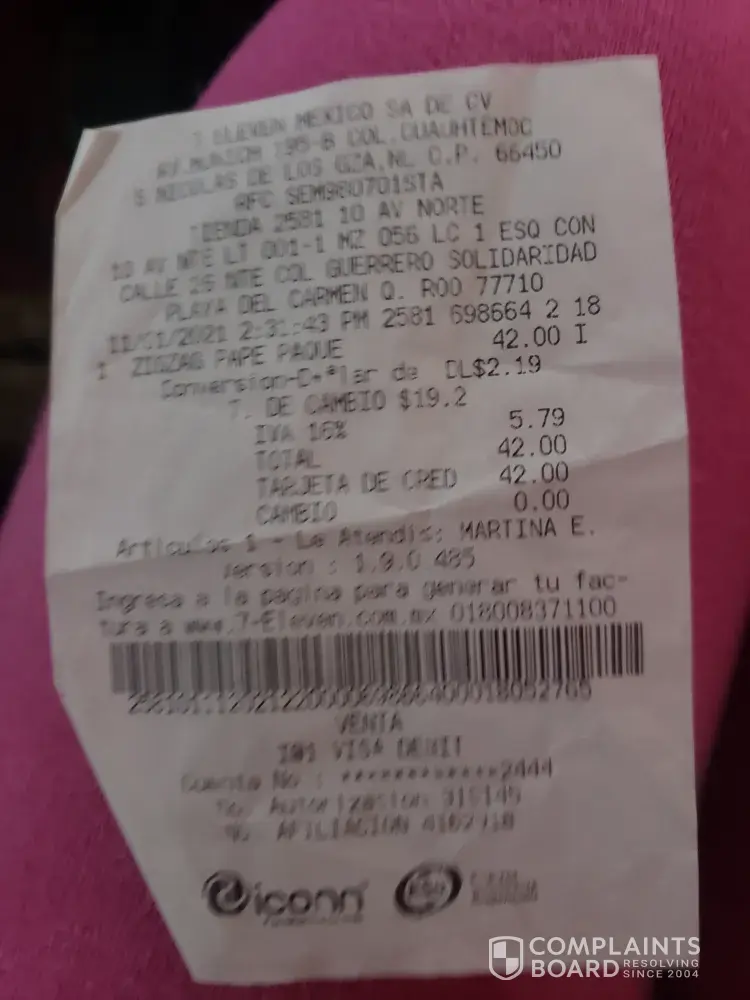 7 ELEVEN MEXICO SA DE CV
AV.MUNICH 195-B COL.CUAUHTEMOC
S NICOLAS DE LOS GZA,NL C.P. 66450
RFC SEM980701STA
TIENDA 2581 10 AV NORTE
10 AV NTE LT 001-1 MZ 056 LC 1 ESQ CON
CALLE 26 NTE COL GUERRERO SOLIDARIDAD
PLAYA DEL CARMEN Q. ROO 77710
11/01/2021 2:31:43 PM 2581 698664 2 18
1 ZIGZAG PAPE PAQUE 42.00 I
Conversion-D+*lar de DL$2.19
T. DE CAMBIO $19.2
IVA 16% 5.79
TOTAL 42.00
TARJETA DE CRED 42.00
CAMBIO 0.00
Articulos 1 - Le Atendis: MARTINA E.
Version : 1.9.0 485
Ingresa a la pagina para generar tu fac-
tura a www.7-Eleven.com.mx 018008371100
VENTA
VISA DEBIT
Cuenta No : ************2444
No. Autorizacion
No. AFILIACION
iconn
COMPLAINTS
BOARD RESOLVING SINCE 2004